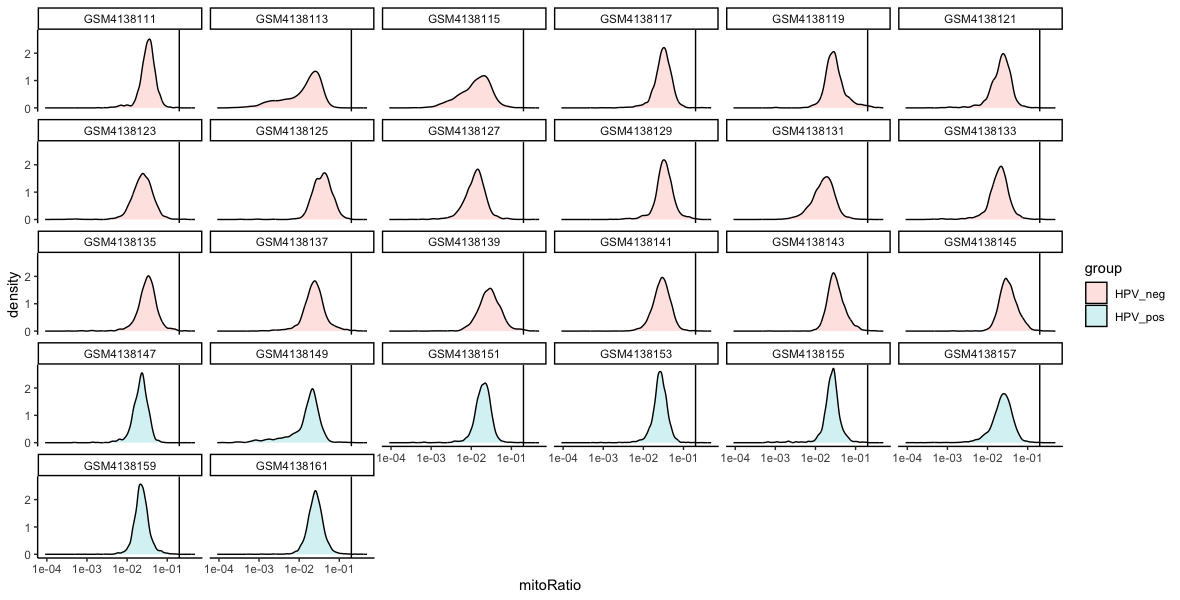 GSM4138111 GSM4138113 GSM4138115 GSM4138117 GSM4138119 GSM4138121
2
1
0
GSM4138123 GSM4138125 GSM4138127 GSM4138129 GSM4138131 GSM4138133
2
1
0
GSM4138135 GSM4138137 GSM4138139 GSM4138141 GSM4138143 GSM4138145
2
1
0
GSM4138147 GSM4138149 GSM4138151 GSM4138153 GSM4138155 GSM4138157
2
1
0
1e-04 1e-03 1e-02 1e-01 1e-04 1e-03 1e-02 1e-01 1e-04 1e-03 1e-02 1e-01 1e-04 1e-03 1e-02 1e-01
GSM4138159 GSM4138161
2
1
0
1e-04 1e-03 1e-02 1e-01 1e-04 1e-03 1e-02 1e-01
mitoRatio
density
group
HPV_neg
HPV_pos